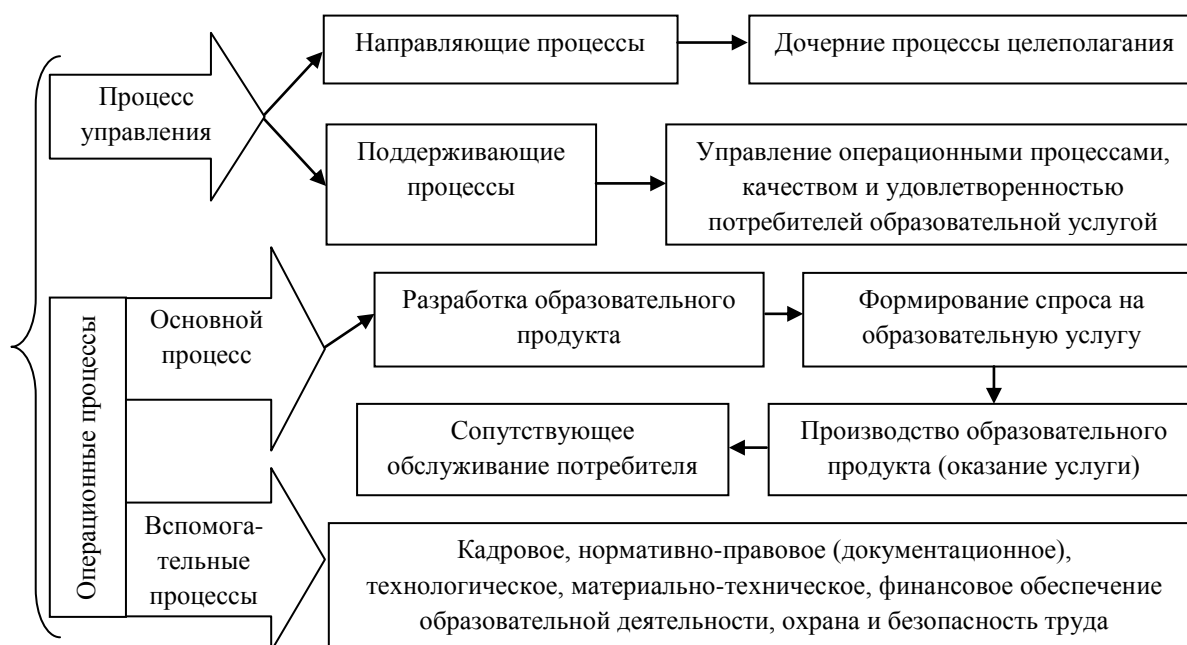 Процесс
управления
Направляющие процессы
Дочерние процессы целеполагания
Поддерживающие
процессы
Управление операционными процессами,
качеством и удовлетворенностью
потребителей образовательной услугой
Операционные процессы
Основной
процесс
Разработка образовательного
продукта
Формирование спроса на
образовательную услугу
Сопутствующее
обслуживание потребителя
Производство образовательного
продукта (оказание услуги)
Вспомога-
тельные
процессы
Кадровое, нормативно-правовое (документационное),
технологическое, материально-техническое, финансовое обеспечение
образовательной деятельности, охрана и безопасность труда